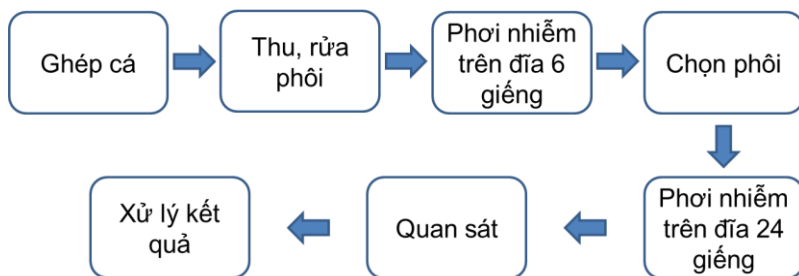 Ghép cá
Thu, rửa
phôi
Phơi nhiễm
trên đĩa 6
giếng
Chọn phôi
Phơi nhiễm
trên đĩa 24
giếng
Quan sát
Xử lý kết
quả